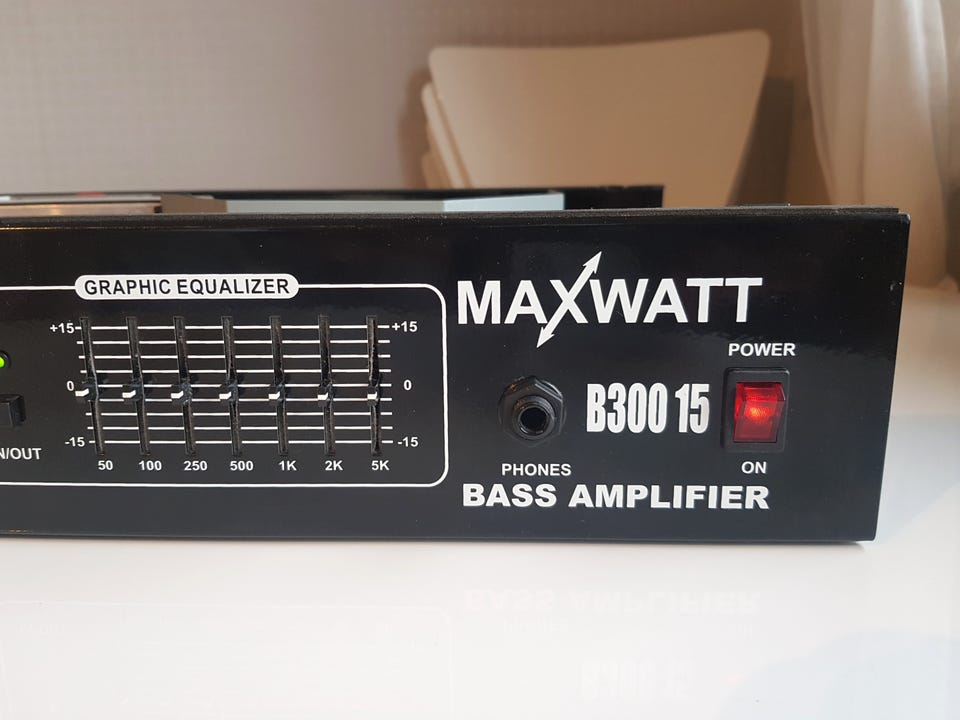 GRAPHIC EQUALIZER
+15 +15
0 0
-15 -15
50 100 250 500 1K 2K 5K
N/OUT
MAXWATT
POWER
B300 15
ON
PHONES
BASS AMPLIFIER